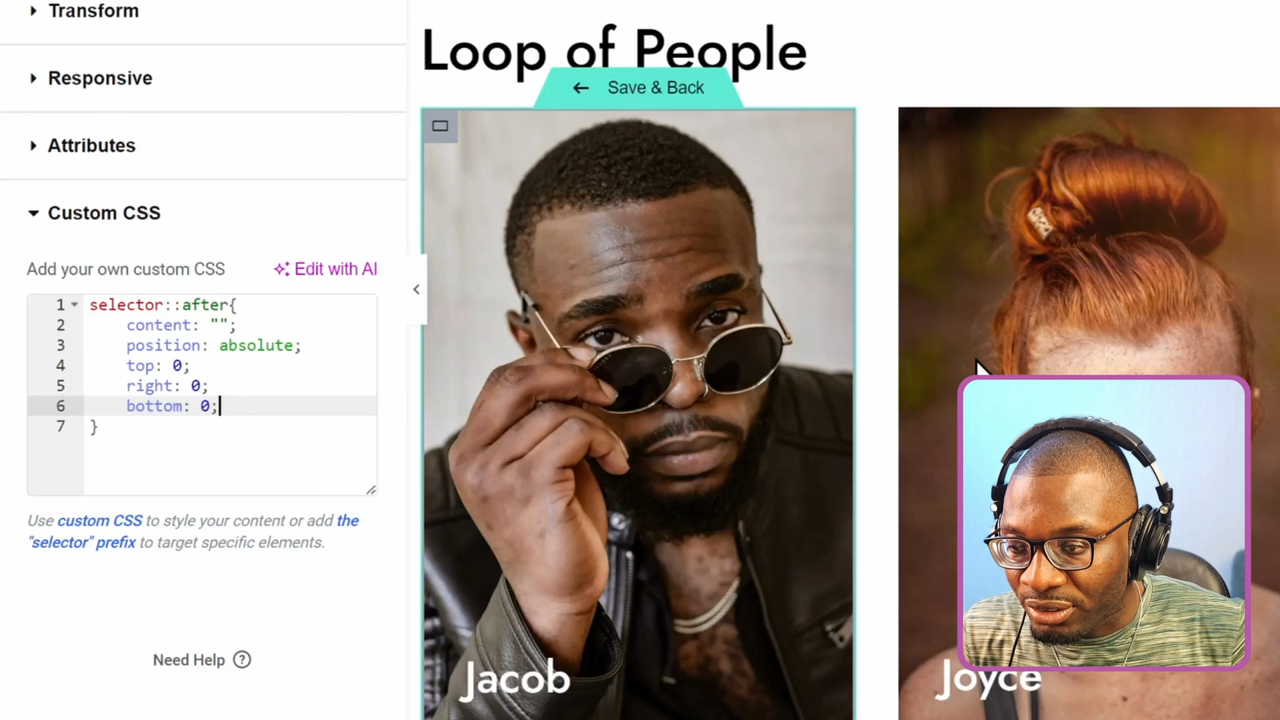 Transform
Responsive
Attributes
Custom CSS
Add your own custom CSS
Edit with AI
1 selector::after{
2 content: "";
3 position: absolute;
4 top: 0;
5 right: 0;
6 bottom: 0;
7 }
Use custom CSS to style your content or add the
"selector" prefix to target specific elements.
Need Help ?
Loop of People
Save & Back
Jacob
Joyce